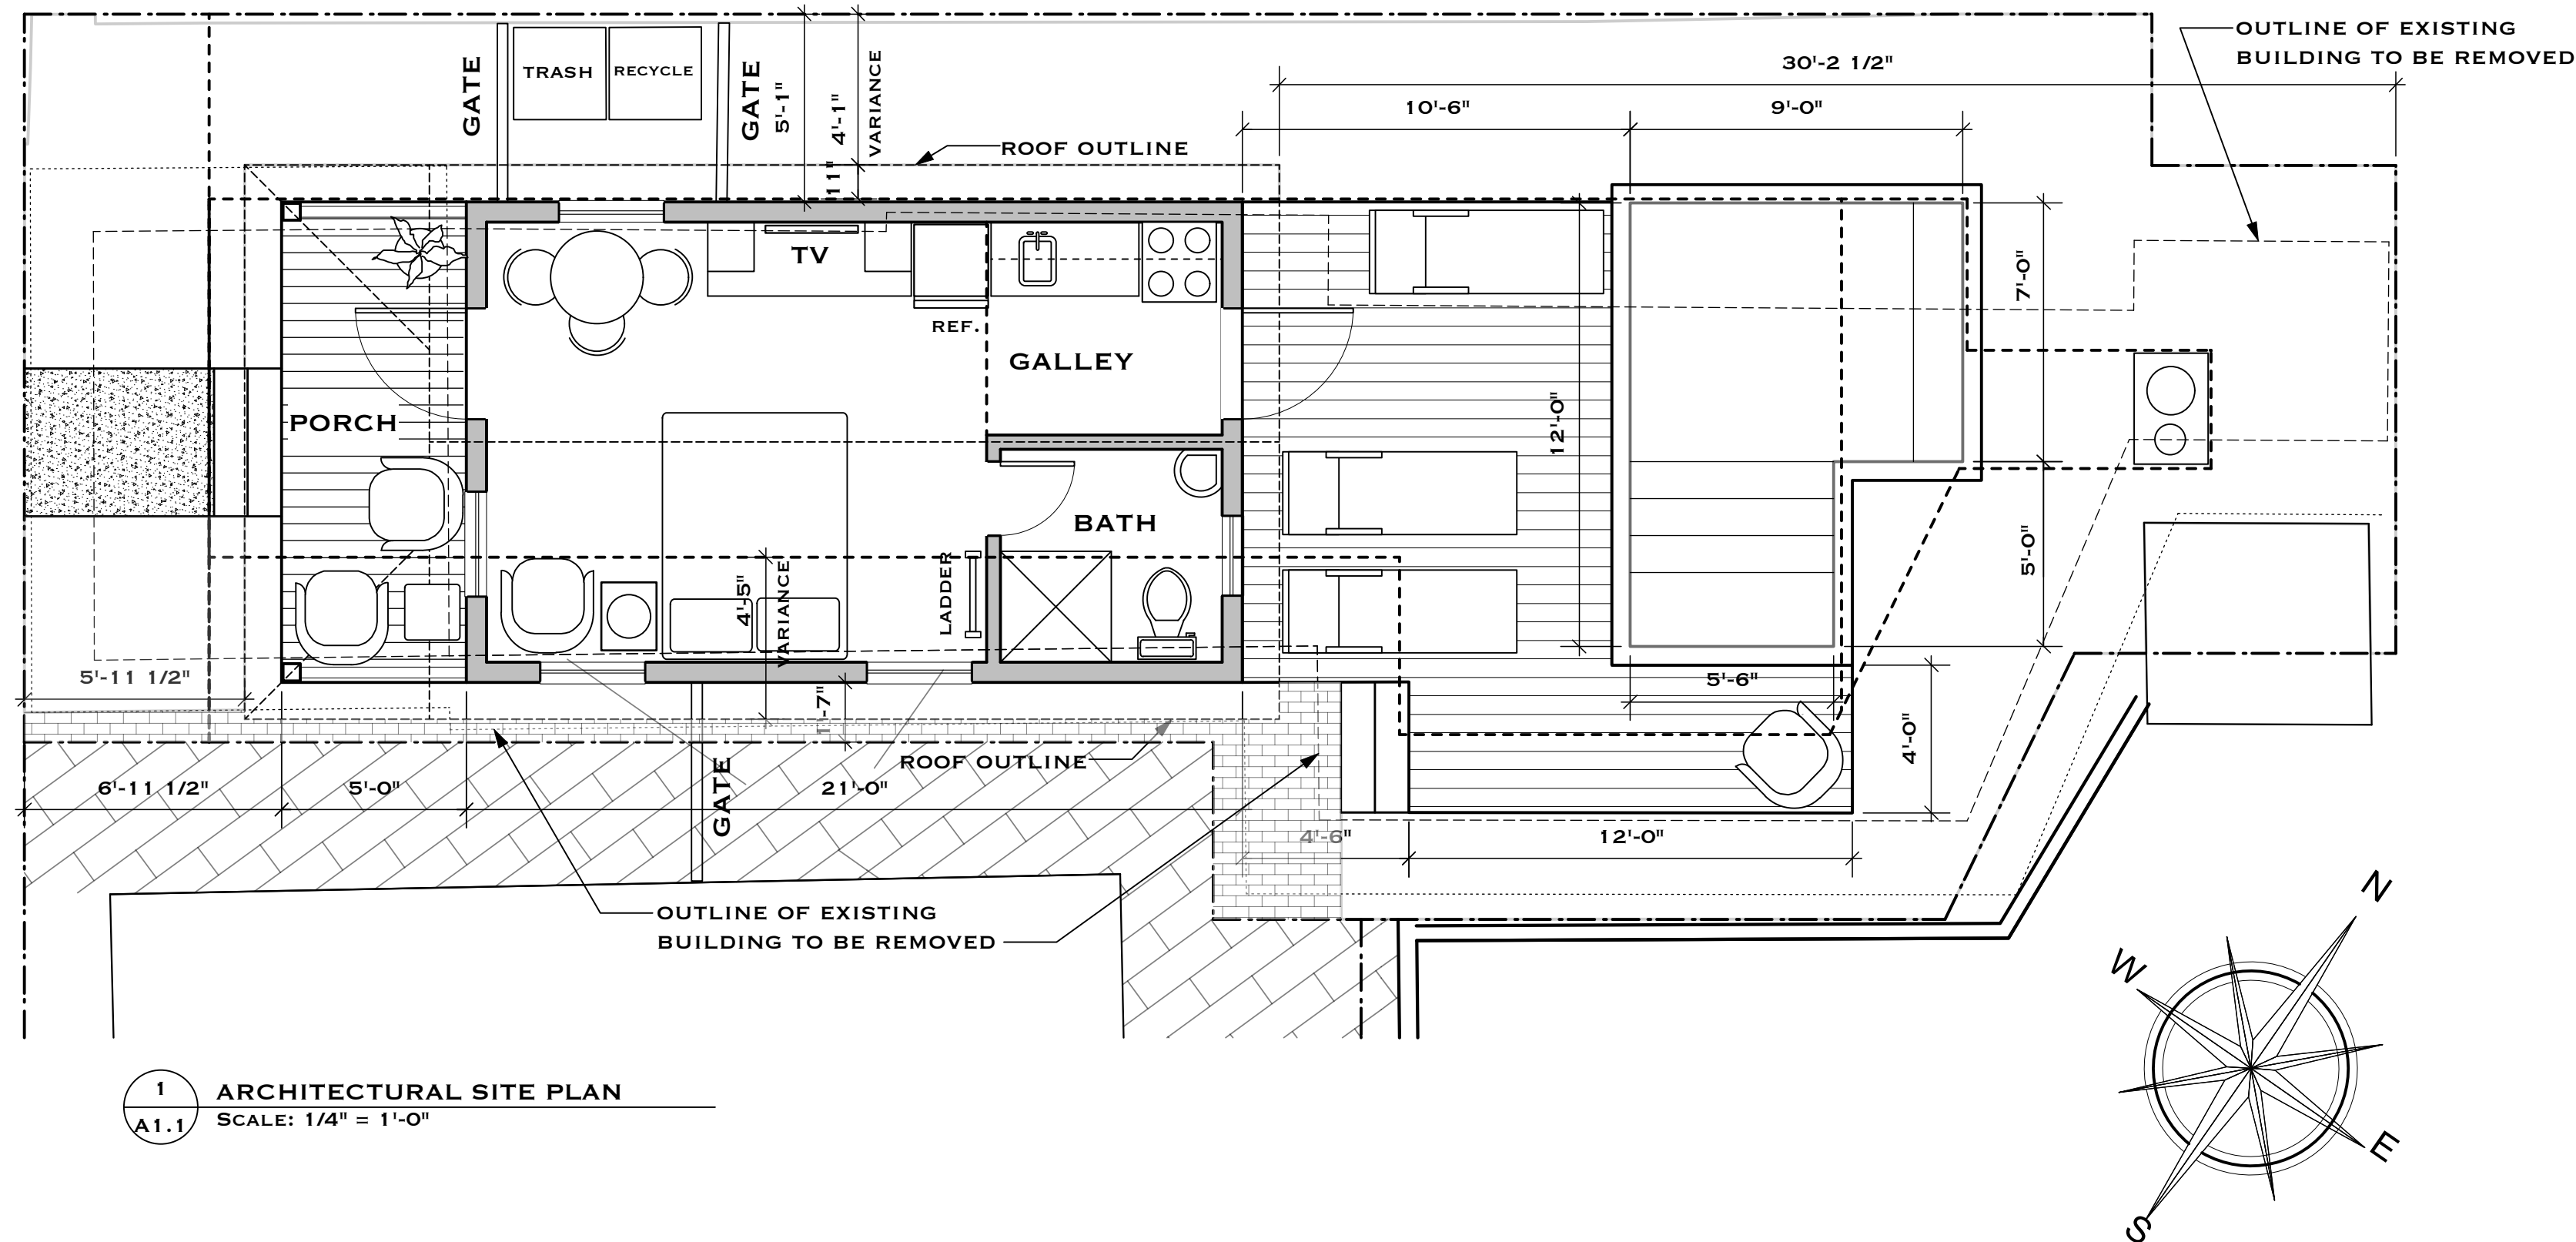 OUTLINE OF EXISTING
BUILDING TO BE REMOVED
30'-2 1/2"
10'-6"
9'-0"
GATE
TRASH
RECYCLE
GATE
5'-1"
4'-1"
VARIANCE
11"
ROOF OUTLINE
TV
REF.
GALLEY
PORCH
BATH
LADDER
4'-5"
VARIANCE
12'-0"
7'-0"
5'-0"
5'-6"
4'-0"
5'-11 1/2"
1'-7"
ROOF OUTLINE
6'-11 1/2"
5'-0"
GATE
21'-0"
4'-6"
12'-0"
OUTLINE OF EXISTING
BUILDING TO BE REMOVED
N
W
E
S
1
A1.1
ARCHITECTURAL SITE PLAN
SCALE: 1/4" = 1'-0"